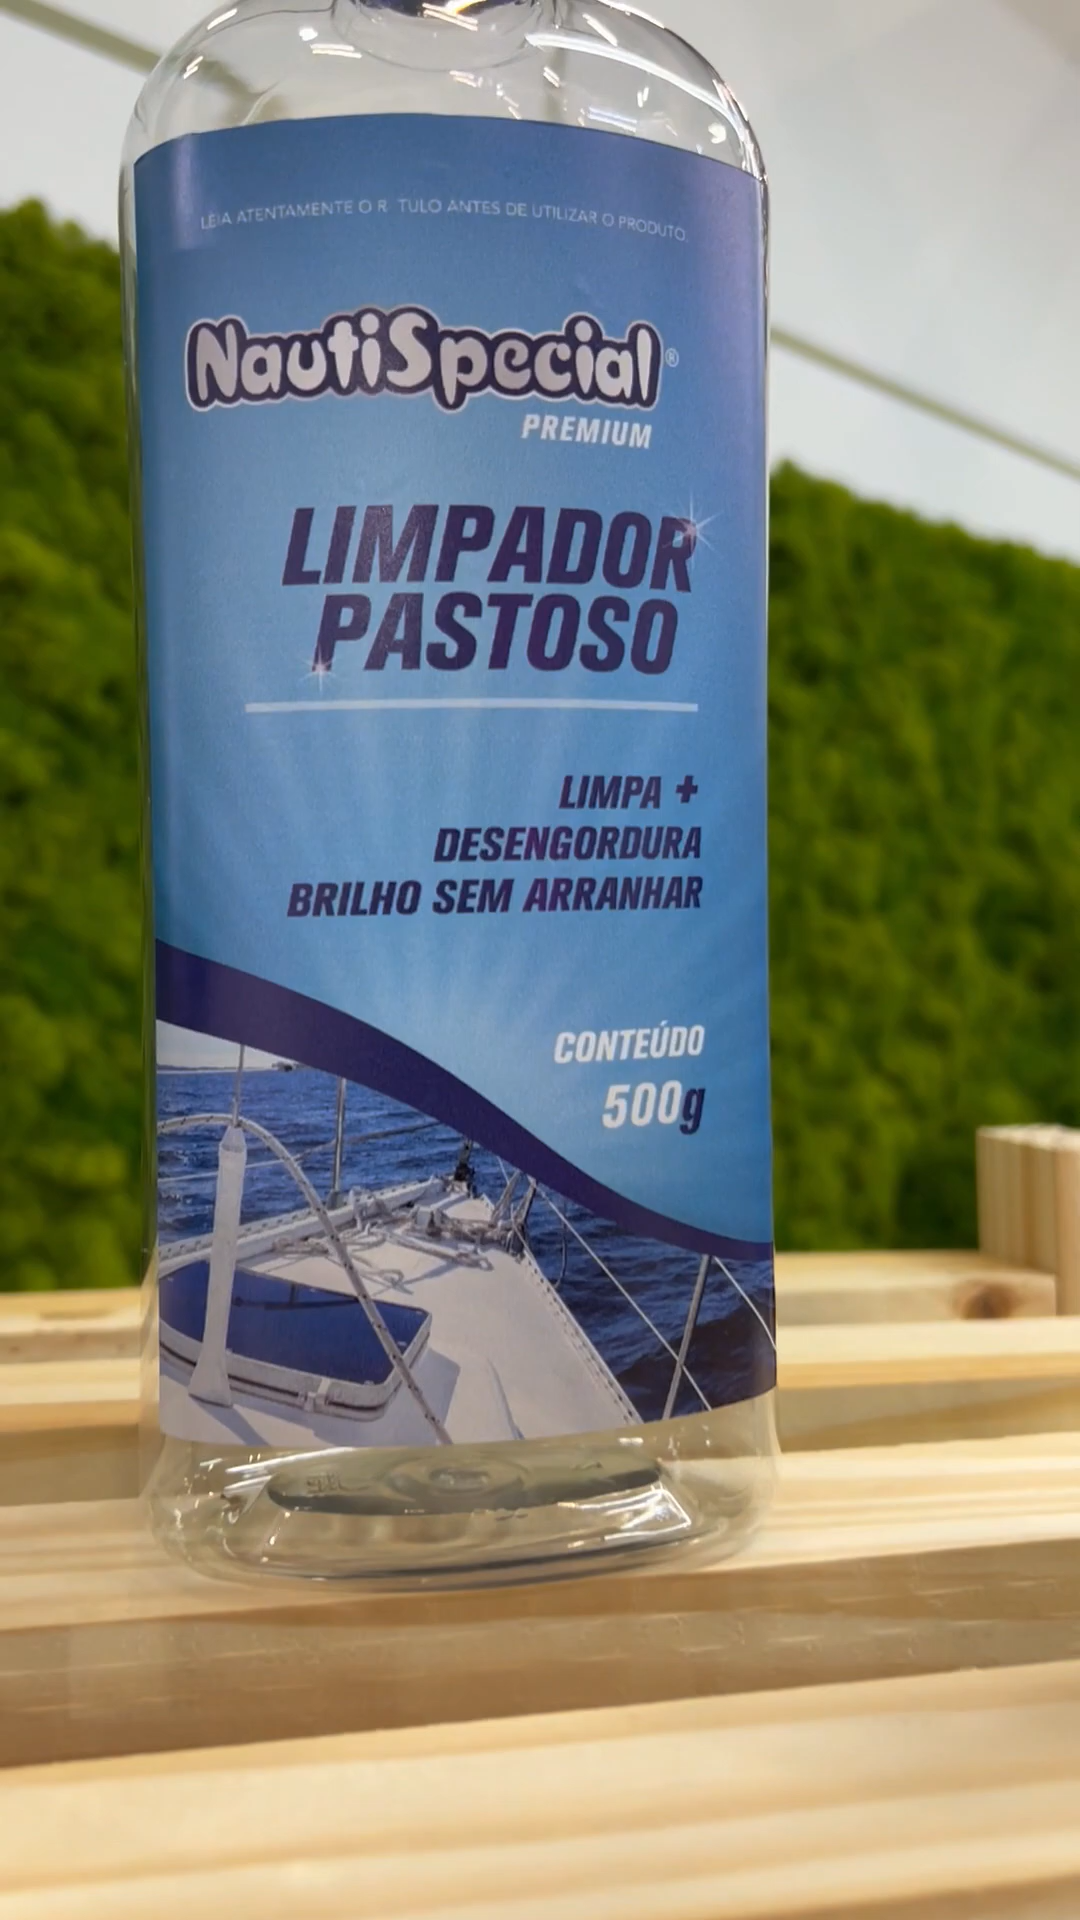 LEIA ATENTAMENTE O R TULO ANTES DE UTILIZAR O PRODUTO.
NautiSpecial®
PREMIUM
LIMPADOR
PASTOSO
LIMPA +
DESENGORDURA
BRILHO SEM ARRANHAR
CONTEÚDO
500g